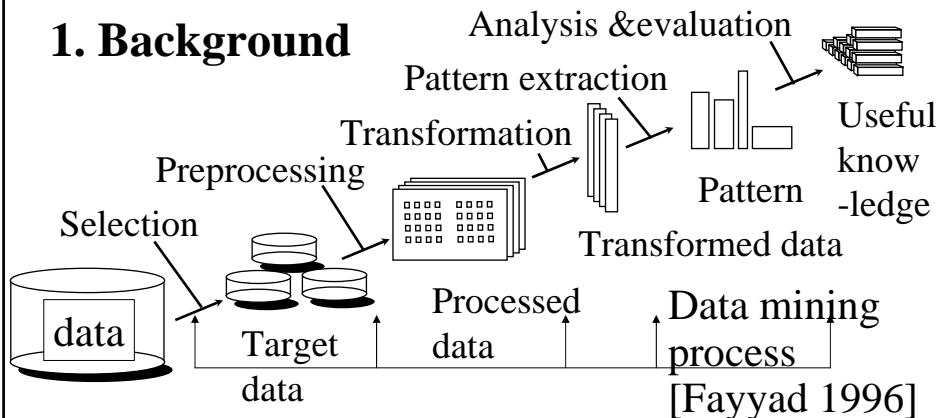 1. Background
Analysis &evaluation
Pattern extraction
Transformation
Preprocessing
Selection
data
Target
data
Processed
data
Transformed data
Pattern
Useful
know
-ledge
Data mining
process
[Fayyad 1996]